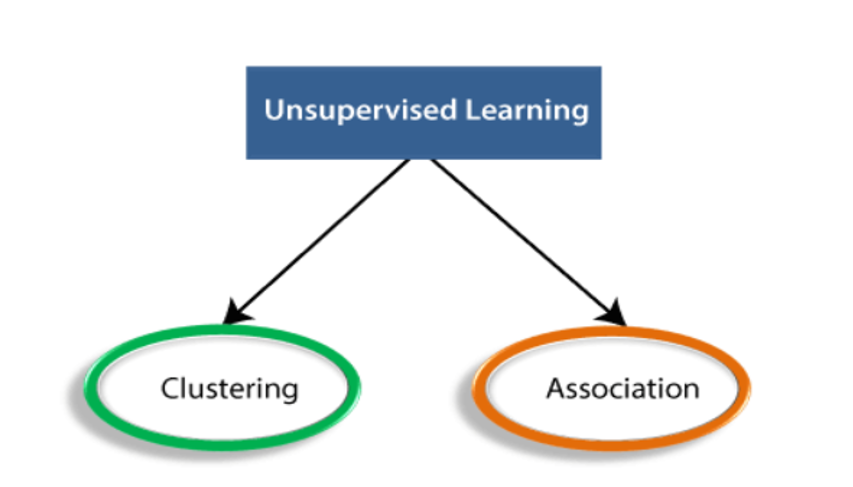 Unsupervised Learning
Clustering
Association